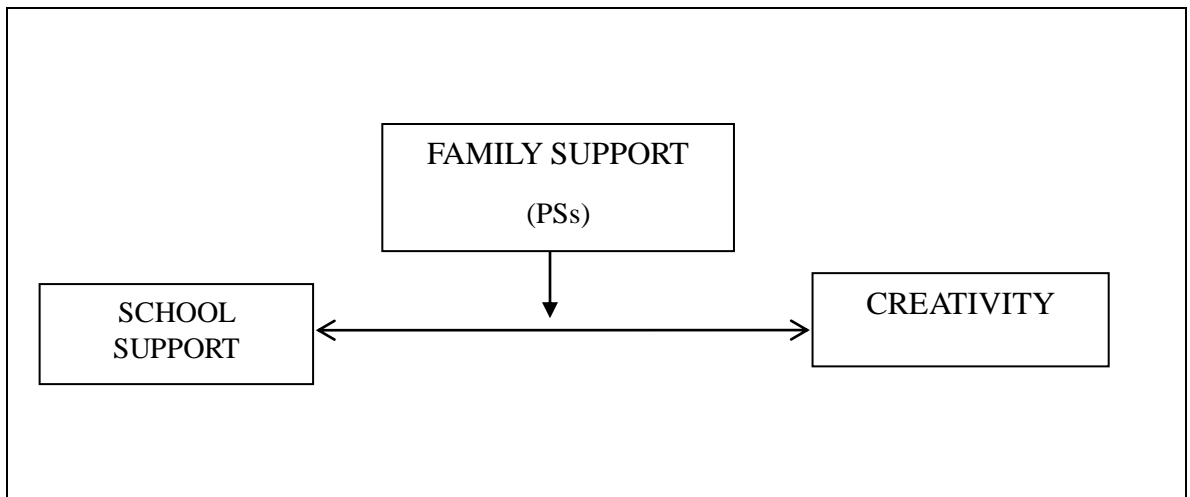 FAMILY SUPPORT
(PSs)
SCHOOL
SUPPORT
CREATIVITY